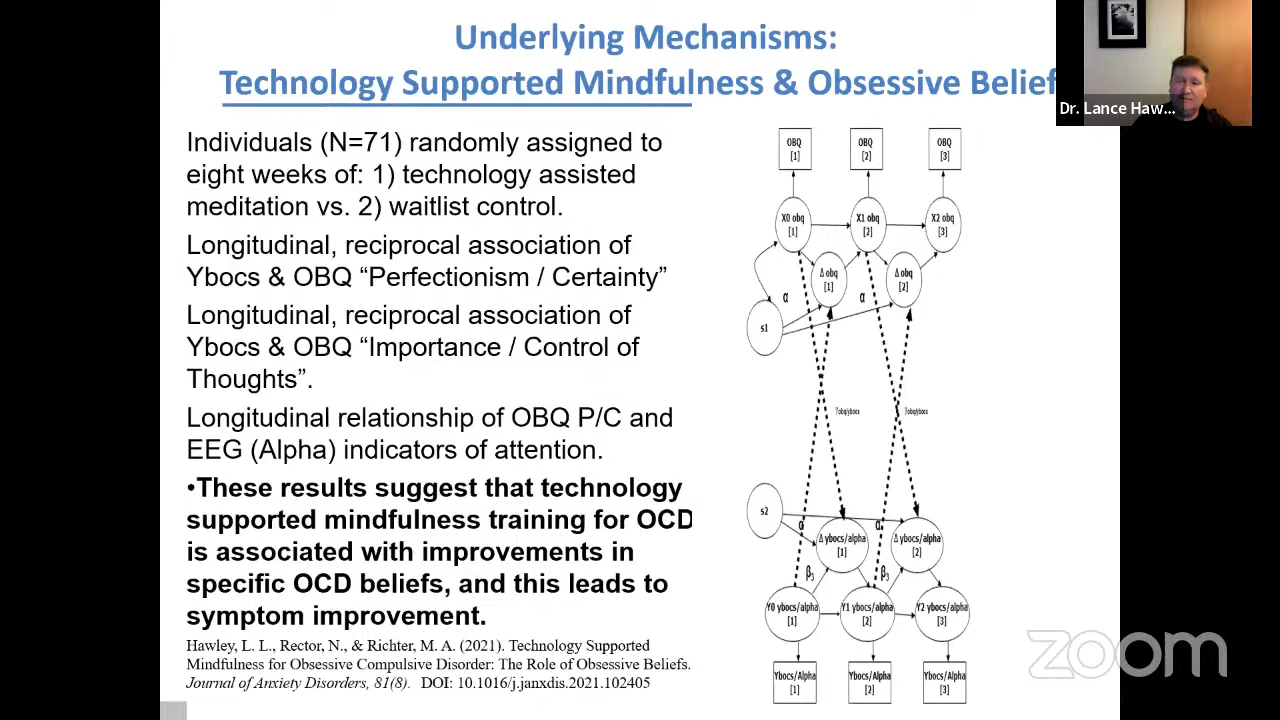 Underlying Mechanisms:
Technology Supported Mindfulness & Obsessive Belief
Dr. Lance Haw...
Individuals (N=71) randomly assigned to
eight weeks of: 1) technology assisted
meditation vs. 2) waitlist control.
Longitudinal, reciprocal association of
Ybocs & OBQ “Perfectionism / Certainty”
Longitudinal, reciprocal association of
Ybocs & OBQ “Importance / Control of
Thoughts”.
Longitudinal relationship of OBQ P/C and
EEG (Alpha) indicators of attention.
•These results suggest that technology
supported mindfulness training for OCD
is associated with improvements in
specific OCD beliefs, and this leads to
symptom improvement.
Hawley, L. L., Rector, N., & Richter, M. A. (2021). Technology Supported
Mindfulness for Obsessive Compulsive Disorder: The Role of Obsessive Beliefs.
Journal of Anxiety Disorders, 81(8). DOI: 10.1016/j.janxdis.2021.102405
OBQ
[1]
OBQ
[2]
OBQ
[3]
X0 obq
[1]
X1 obq
[2]
X2 obq
[3]
Δ obq
[1]
Δ obq
[2]
α
α
s1
γobq/ybocs
γobq/ybocs
s2
α
α
Δ ybocs/alpha
[1]
Δ ybocs/alpha
[2]
β3
β3
Y0 ybocs/alpha
[1]
Y1 ybocs/alpha
[2]
Y2 ybocs/alpha
[3]
Ybocs/Alpha
[1]
Ybocs/Alpha
[2]
Ybocs/Alpha
[3]
zoom